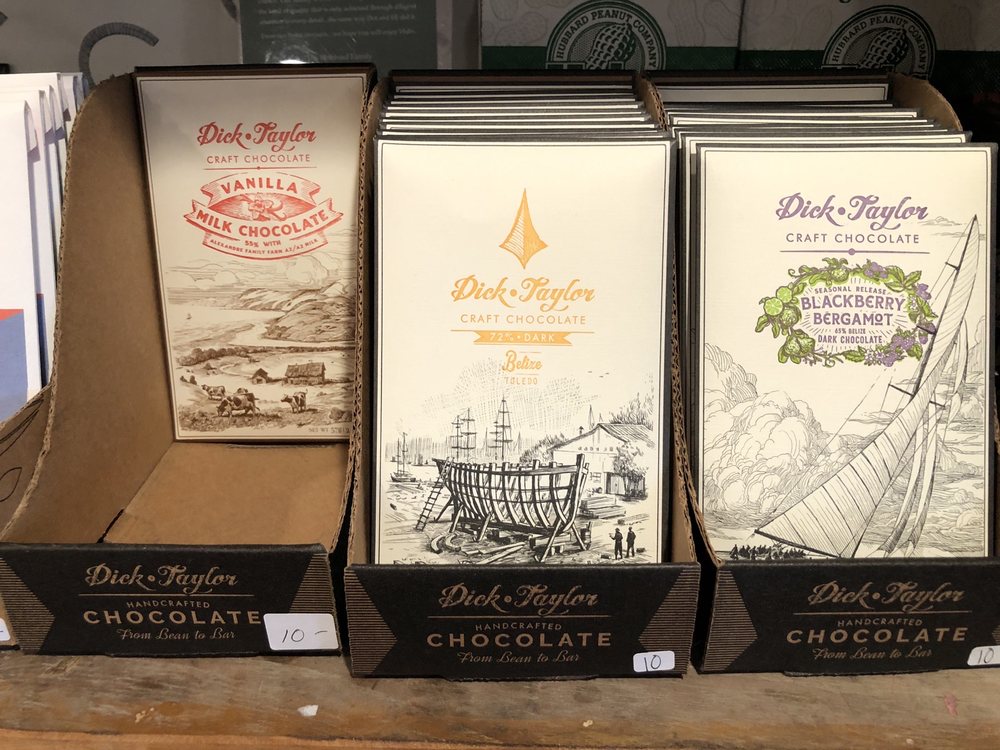 HUBBARD PEANUT COMPANY
HUBBARD PEANUT COMPANY
Dick·Taylor
CRAFT CHOCOLATE
VANILLA
MILK CHOCOLATE
55% WITH
ALEXANDRE FAMILY FARM A2/A2 MILK
Dick·Taylor
CRAFT CHOCOLATE
72% · DARK
Belize
TOLEDO
Dick·Taylor
CRAFT CHOCOLATE
SEASONAL RELEASE
BLACKBERRY
BERGAMOT
65% BELIZE
DARK CHOCOLATE
Dick·Taylor
HANDCRAFTED
CHOCOLATE
From Bean to Bar
10-
Dick·Taylor
HANDCRAFTED
CHOCOLATE
From Bean to Bar
10
Dick·Taylor
HANDCRAFTED
CHOCOLATE
From Bean to Bar
10